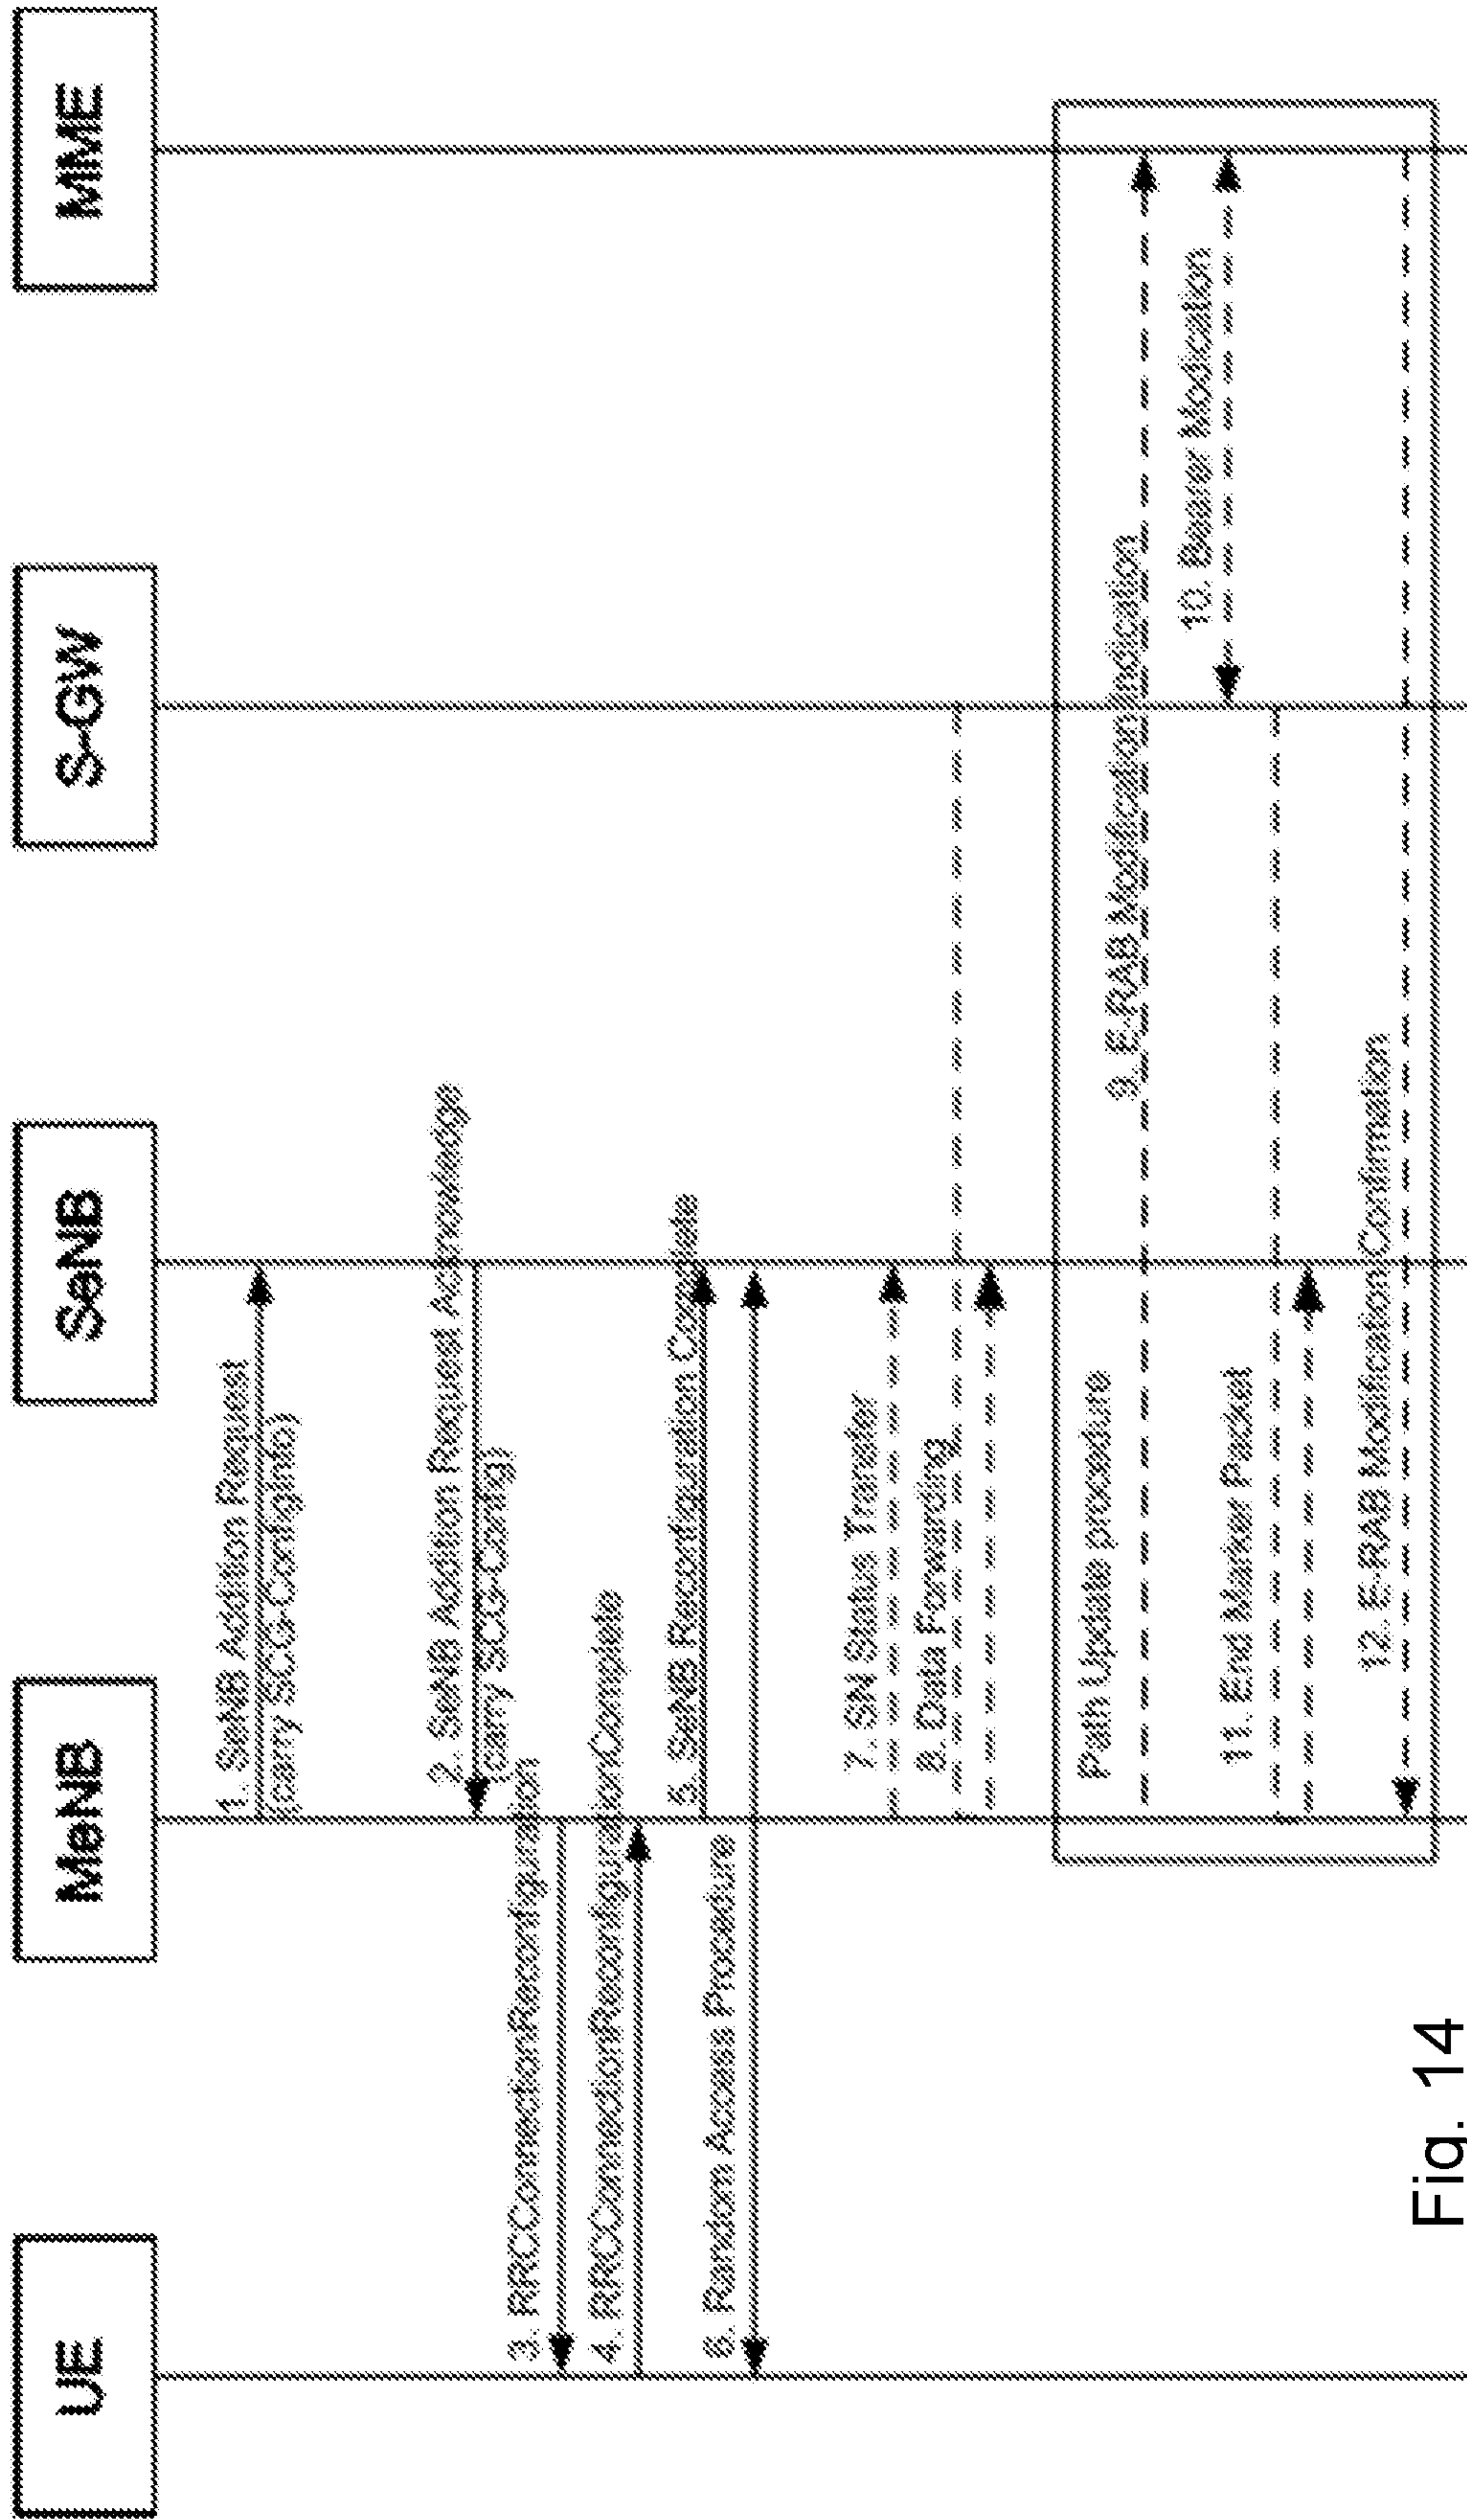 UE
MeNB
SeNB
S-GW
MME
1. SeNB Addition Request
(carry SCG-ConfigInfo)
2. SeNB Addition Request Acknowledge
(carry SCG-Config)
3. RRCConnectionReconfiguration
4. RRCConnectionReconfigurationComplete
5. SeNB Reconfiguration Complete
6. Random Access Procedure
7. SN Status Transfer
8. Data Forwarding
Path Update procedure
9. E-RAB Modification Indication
10. Bearer Modication
11. End Marker Packet
12. E-RAB Modification Confirmation
Fig. 14